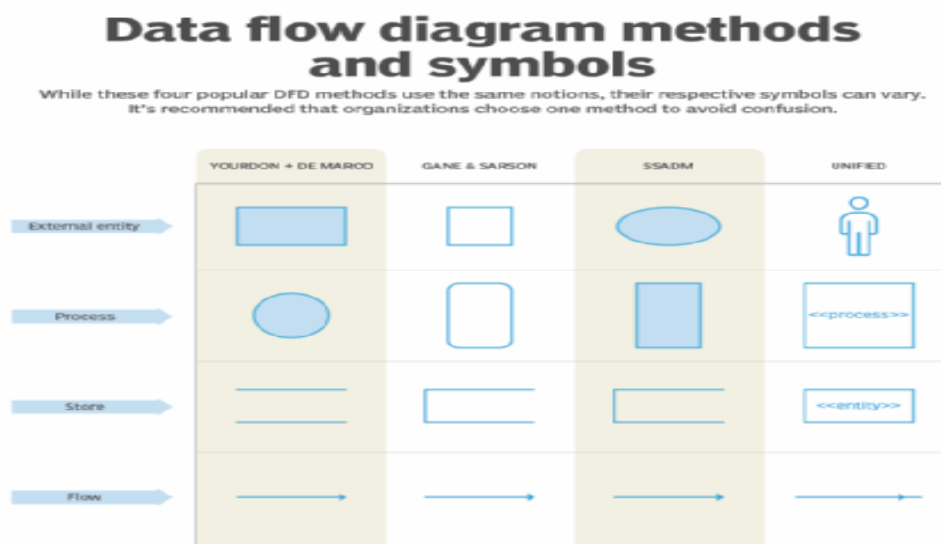 Data flow diagram methods
and symbols
While these four popular DFD methods use the same notions, their respective symbols can vary.
It's recommended that organizations choose one method to avoid confusion.
YOURDON + DE MARCO GANE & SARSON SSADM UNIFIED
External entity
Process <<process>>
Store <<entity>>
Flow